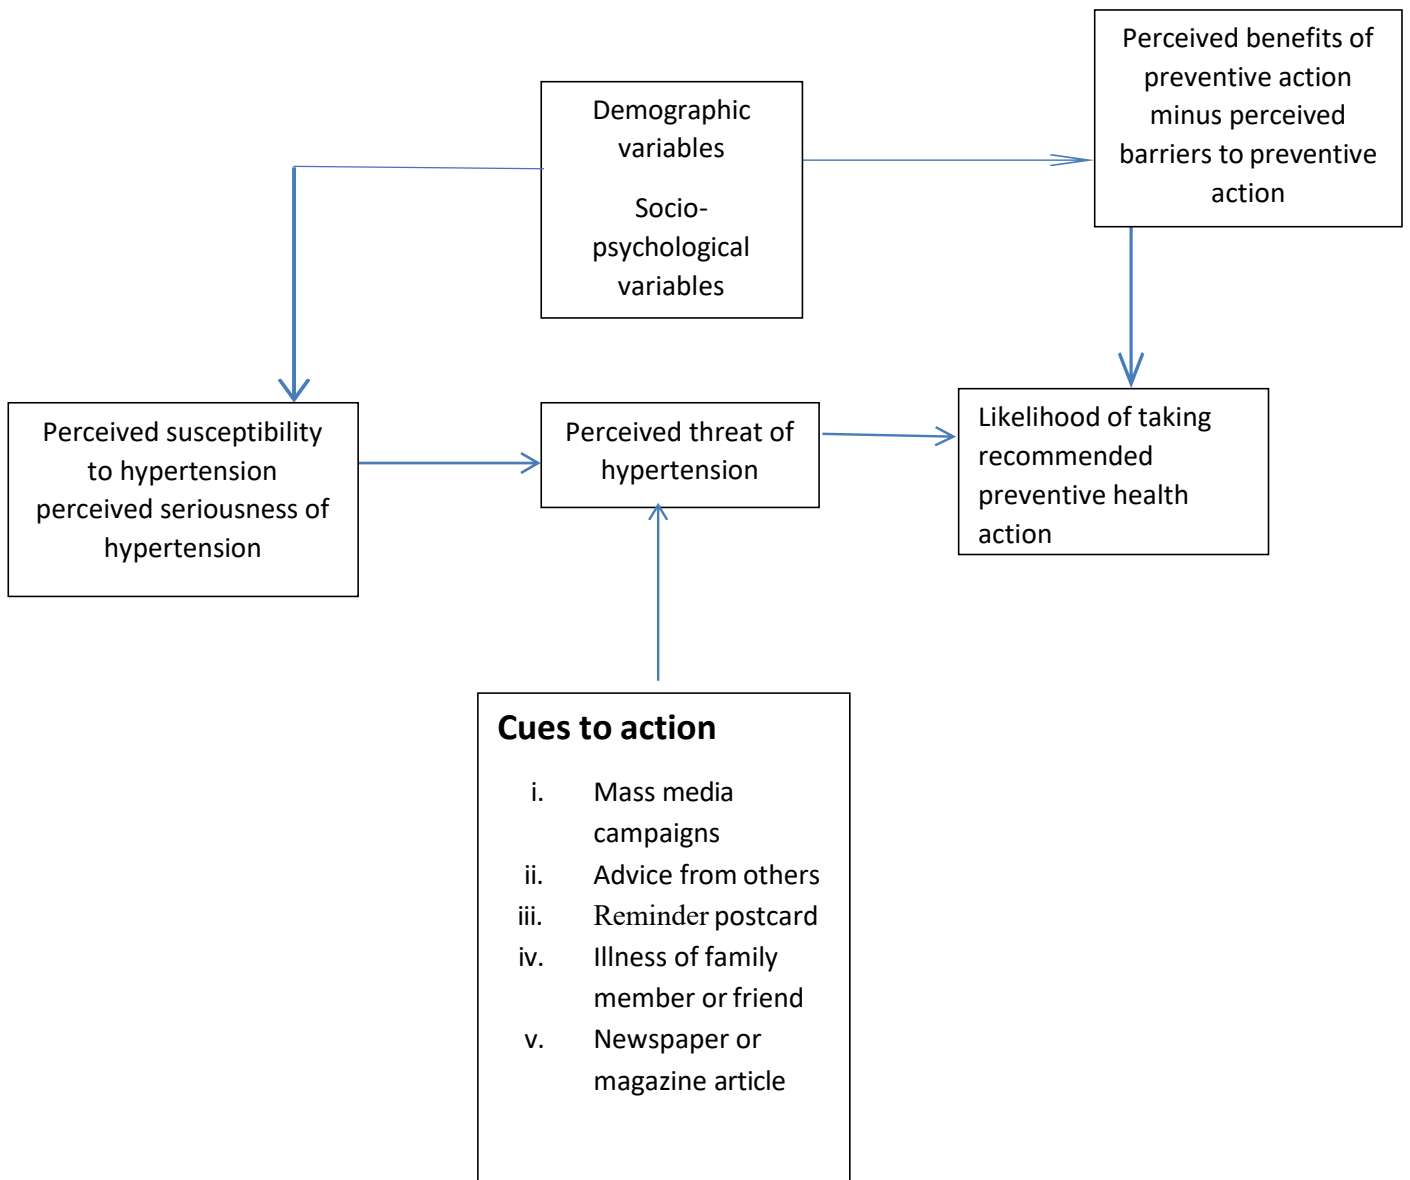 Perceived benefits of
preventive action
minus perceived
barriers to preventive
action
Demographic
variables
Socio-
psychological
variables
Perceived susceptibility
to hypertension
perceived seriousness of
hypertension
Perceived threat of
hypertension
Likelihood of taking
recommended
preventive health
action
Cues to action
i. Mass media
campaigns
ii. Advice from others
iii. Reminder postcard
iv. Illness of family
member or friend
v. Newspaper or
magazine article